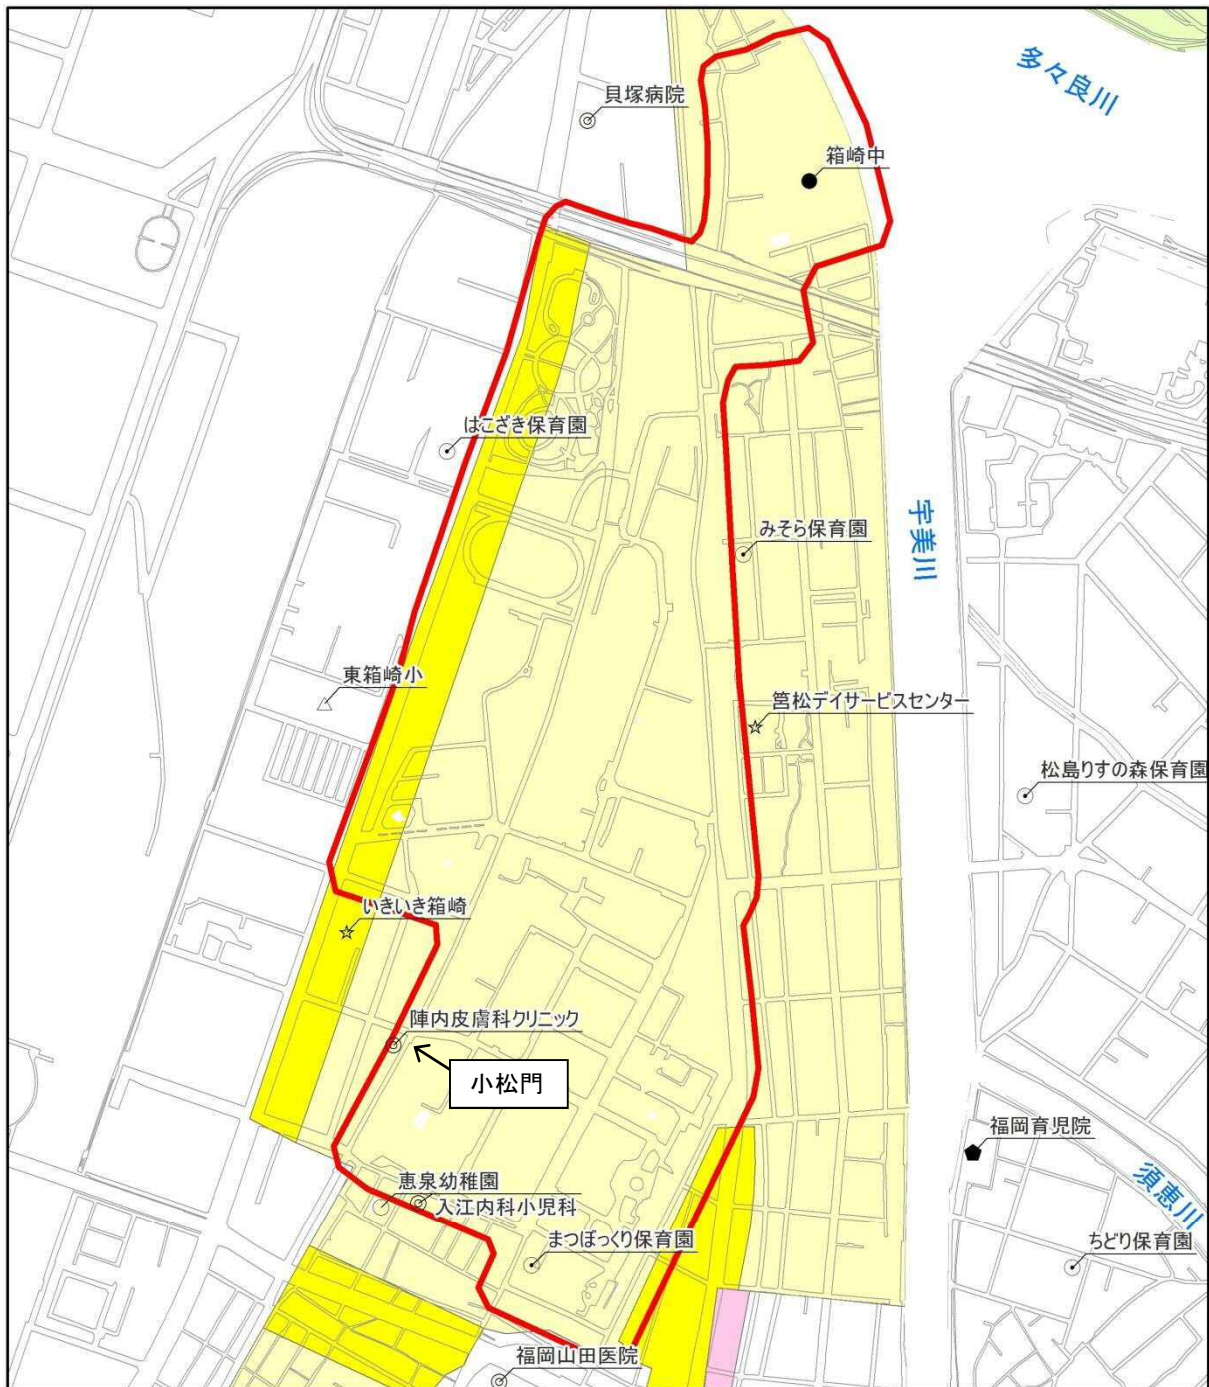 多々良川
貝塚病院
箱崎中
はこざき保育園
みそら保育園
宇美川
東箱崎小
筥松デイサービスセンター
松島りすの森保育園
いきいき箱崎
陣内皮膚科クリニック
小松門
福岡育児院
恵泉幼稚園
入江内科小児科
須恵川
まつぼっくり保育園
ちどり保育園
福岡山田医院